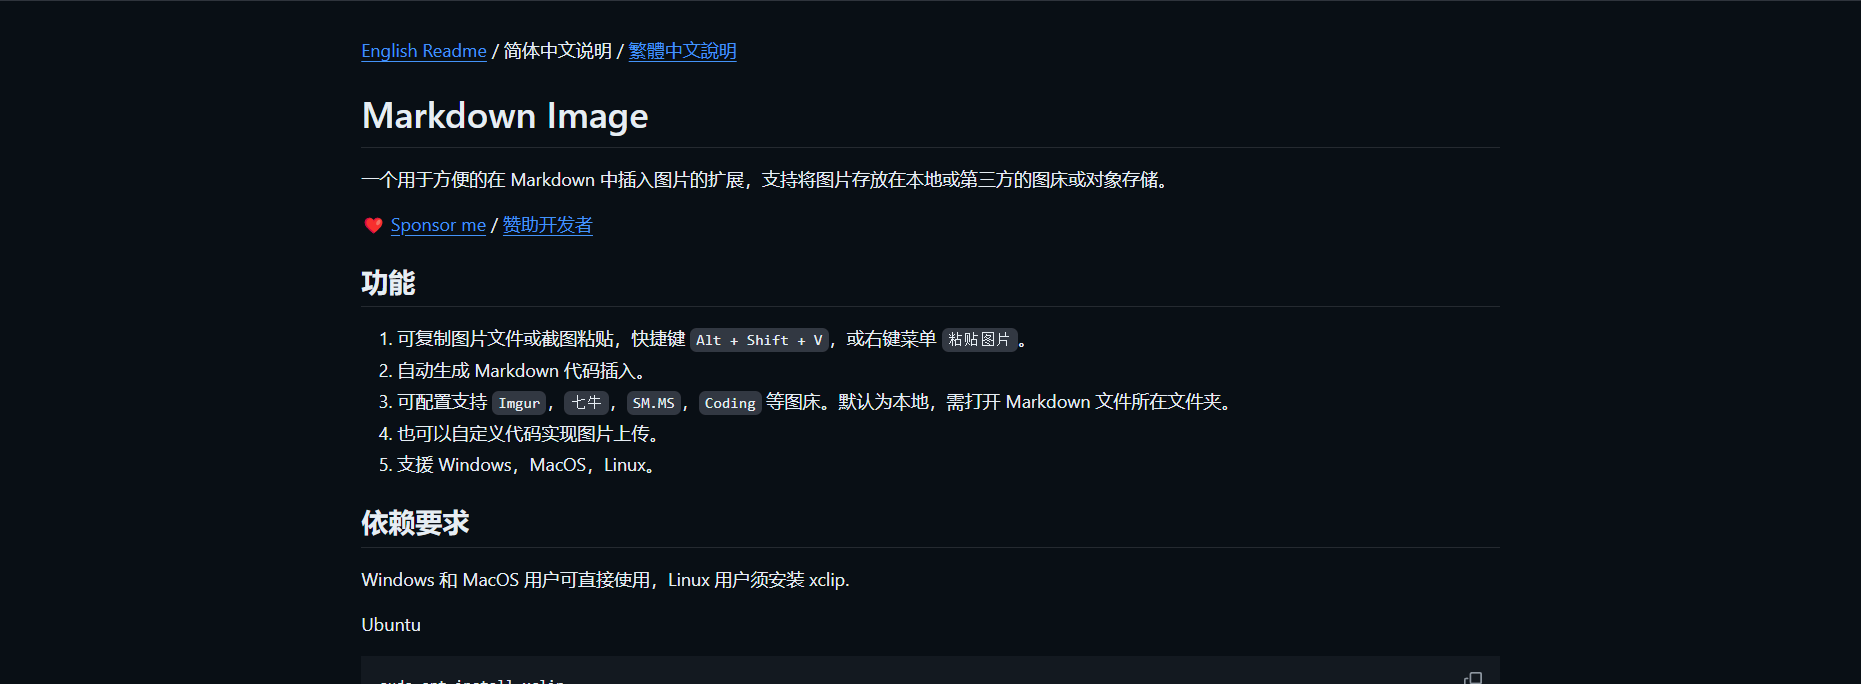 English Readme / 简体中文说明 / 繁體中文說明
Markdown Image
一个用于方便的在 Markdown 中插入图片的扩展，支持将图片存放在本地或第三方的图床或对象存储。
❤️ Sponsor me / 赞助开发者
功能
1. 可复制图片文件或截图粘贴，快捷键 Alt + Shift + V，或右键菜单 粘贴图片。
2. 自动生成 Markdown 代码插入。
3. 可配置支持 Imgur，七牛，SM.MS，Coding 等图床。默认为本地，需打开 Markdown 文件所在文件夹。
4. 也可以自定义代码实现图片上传。
5. 支援 Windows，MacOS，Linux。
依赖要求
Windows 和 MacOS 用户可直接使用，Linux 用户须安装 xclip.
Ubuntu